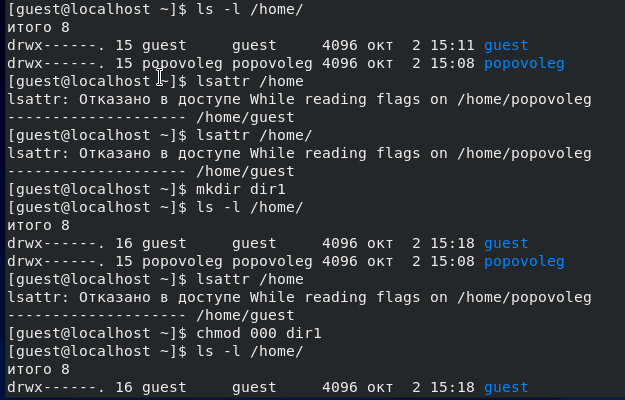 [guest@localhost ~]$ ls -l /home/
итого 8
drwx------. 15 guest     guest     4096 окт  2 15:11 guest
drwx------. 15 popovoleg popovoleg 4096 окт  2 15:08 popovoleg
[guest@localhost ~]$ lsattr /home
lsattr: Отказано в доступе While reading flags on /home/popovoleg
-------------------- /home/guest
[guest@localhost ~]$ lsattr /home/
lsattr: Отказано в доступе While reading flags on /home/popovoleg
-------------------- /home/guest
[guest@localhost ~]$ mkdir dir1
[guest@localhost ~]$ ls -l /home/
итого 8
drwx------. 16 guest     guest     4096 окт  2 15:18 guest
drwx------. 15 popovoleg popovoleg 4096 окт  2 15:08 popovoleg
[guest@localhost ~]$ lsattr /home
lsattr: Отказано в доступе While reading flags on /home/popovoleg
-------------------- /home/guest
[guest@localhost ~]$ chmod 000 dir1
[guest@localhost ~]$ ls -l /home/
итого 8
drwx------. 16 guest     guest     4096 окт  2 15:18 guest